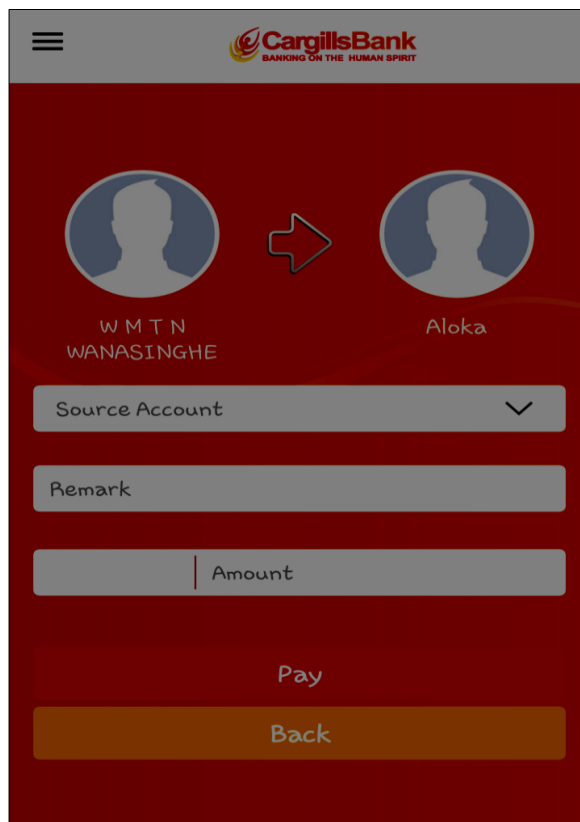 CargillsBank
BANKING ON THE HUMAN SPIRIT
W M T N
WANASINGHE
Aloka
Source Account
Remark
Amount
Pay
Back